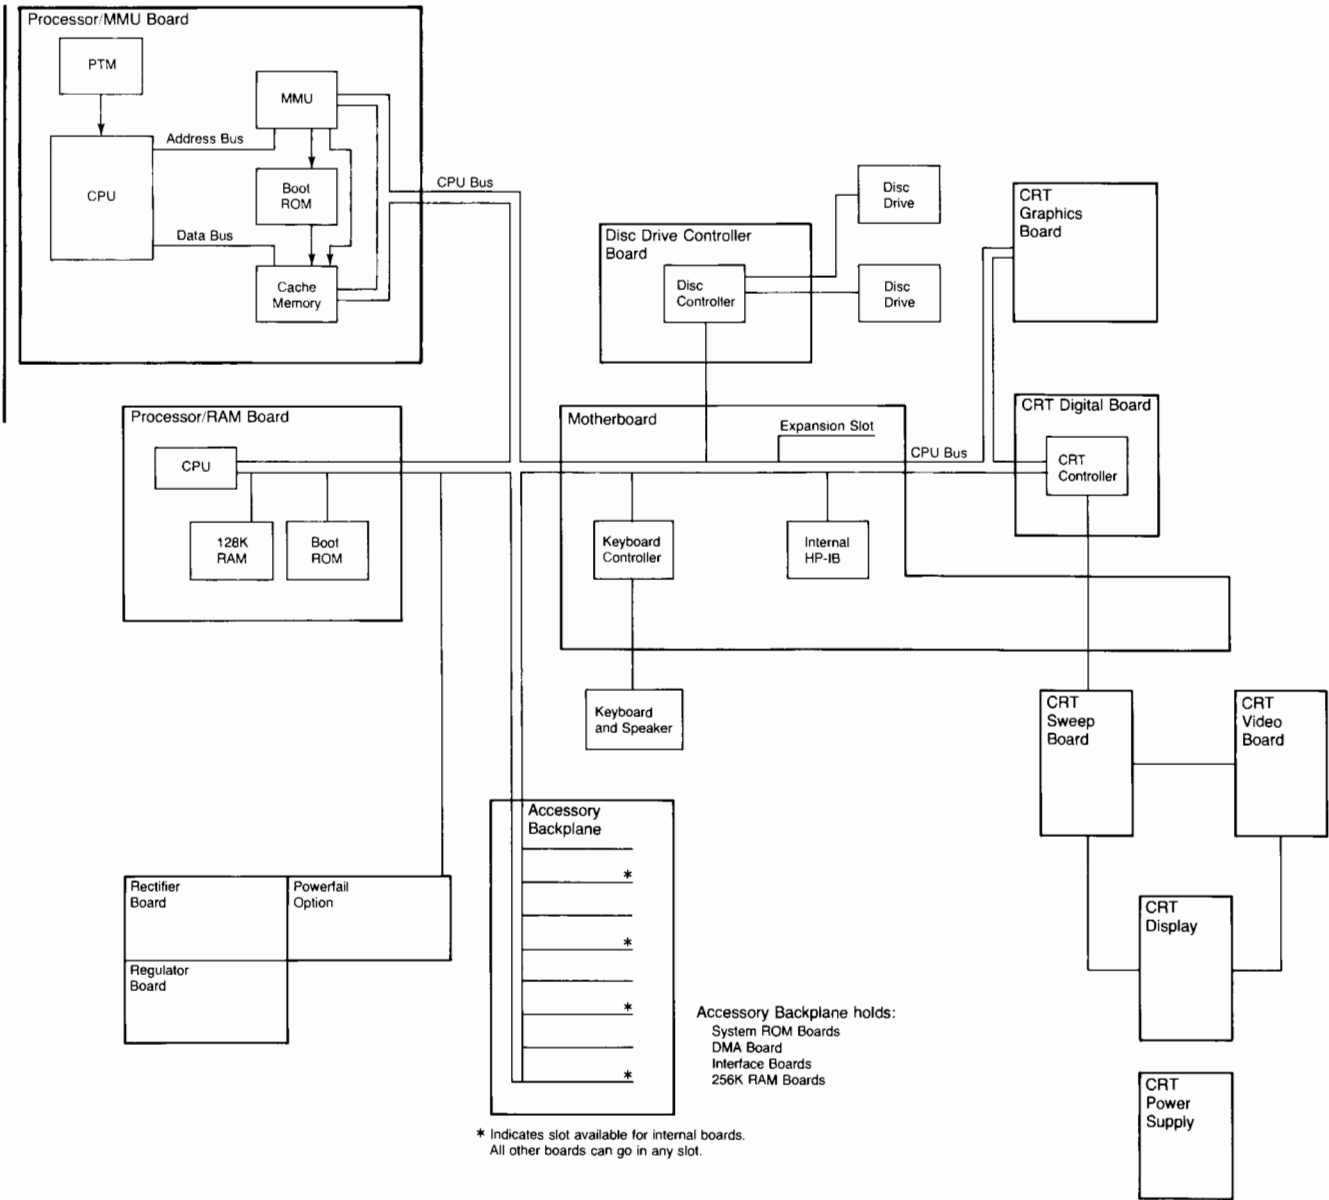 Processor/MMU Board
PTM
MMU
Address Bus
CPU
Boot
ROM
CPU Bus
Data Bus
Cache
Memory
Disc
Drive
Disc Drive Controller
Board
Disc
Controller
Disc
Drive
CRT
Graphics
Board
Processor/RAM Board
CPU
128K
RAM
Boot
ROM
Motherboard
Expansion Slot
CPU Bus
Keyboard
Controller
Internal
HP-IB
CRT Digital Board
CRT
Controller
Keyboard
and Speaker
CRT
Sweep
Board
CRT
Video
Board
Rectifier
Board
Powerfail
Option
Regulator
Board
Accessory
Backplane
*
*
*
*
Accessory Backplane holds:
System ROM Boards
DMA Board
Interface Boards
256K RAM Boards
CRT
Display
CRT
Power
Supply
* Indicates slot available for internal boards.
All other boards can go in any slot.